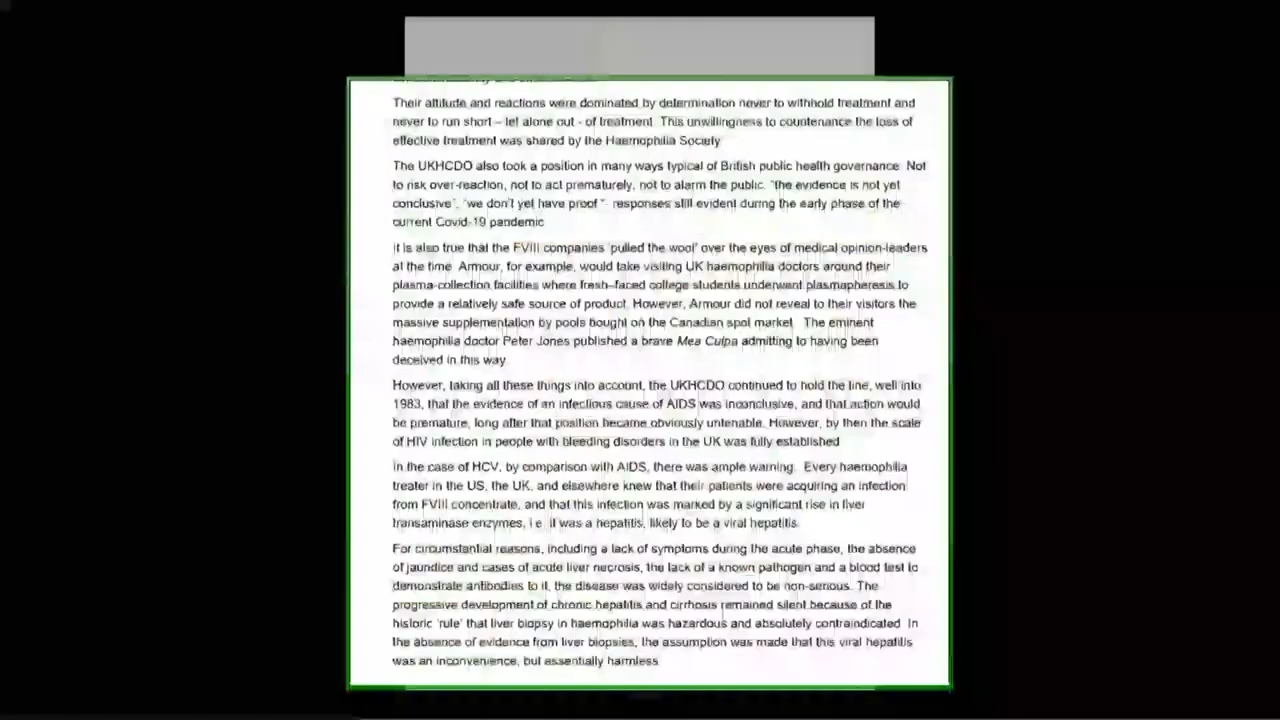 Their attitude and reactions were dominated by determination never to withhold treatment and
never to run short – let alone out - of treatment. This unwillingness to countenance the loss of
effective treatment was shared by the Haemophilia Society.
The UKHCDO also took a position in many ways typical of British public health governance. Not
to risk over-reaction, not to act prematurely, not to alarm the public. "the evidence is not yet
conclusive", "we don't yet have proof "- responses still evident during the early phase of the
current Covid-19 pandemic.
It is also true that the FVIII companies 'pulled the wool' over the eyes of medical opinion-leaders
at the time. Armour, for example, would take visiting UK haemophilia doctors around their
plasma-collection facilities where fresh–faced college students underwent plasmapheresis to
provide a relatively safe source of product. However, Armour did not reveal to their visitors the
massive supplementation by pools bought on the Canadian spot market. The eminent
haemophilia doctor Peter Jones published a brave Mea Culpa admitting to having been
deceived in this way.
However, taking all these things into account, the UKHCDO continued to hold the line, well into
1983, that the evidence of an infectious cause of AIDS was inconclusive, and that action would
be premature, long after that position became obviously untenable. However, by then the scale
of HIV infection in people with bleeding disorders in the UK was fully established.
In the case of HCV, by comparison with AIDS, there was ample warning. Every haemophilia
treater in the US, the UK, and elsewhere knew that their patients were acquiring an infection
from FVIII concentrate, and that this infection was marked by a significant rise in liver
transaminase enzymes, i.e. it was a hepatitis, likely to be a viral hepatitis.
For circumstantial reasons, including a lack of symptoms during the acute phase, the absence
of jaundice and cases of acute liver necrosis, the lack of a known pathogen and a blood test to
demonstrate antibodies to it, the disease was widely considered to be non-serious. The
progressive development of chronic hepatitis and cirrhosis remained silent because of the
historic 'rule' that liver biopsy in haemophilia was hazardous and absolutely contraindicated. In
the absence of evidence from liver biopsies, the assumption was made that this viral hepatitis
was an inconvenience, but essentially harmless.